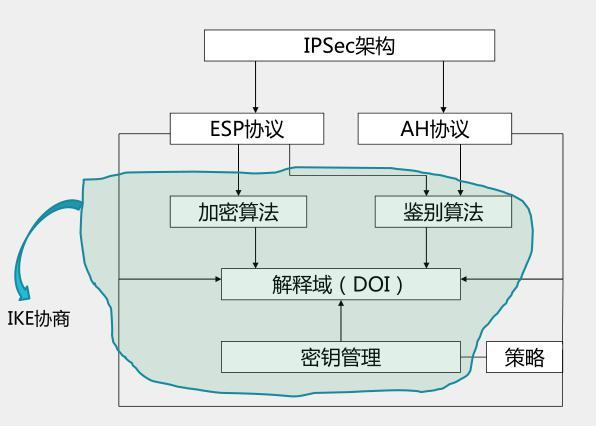 IPSec架构
ESP协议
AH协议
加密算法
鉴别算法
解释域（DOI）
IKE协商
密钥管理
策略